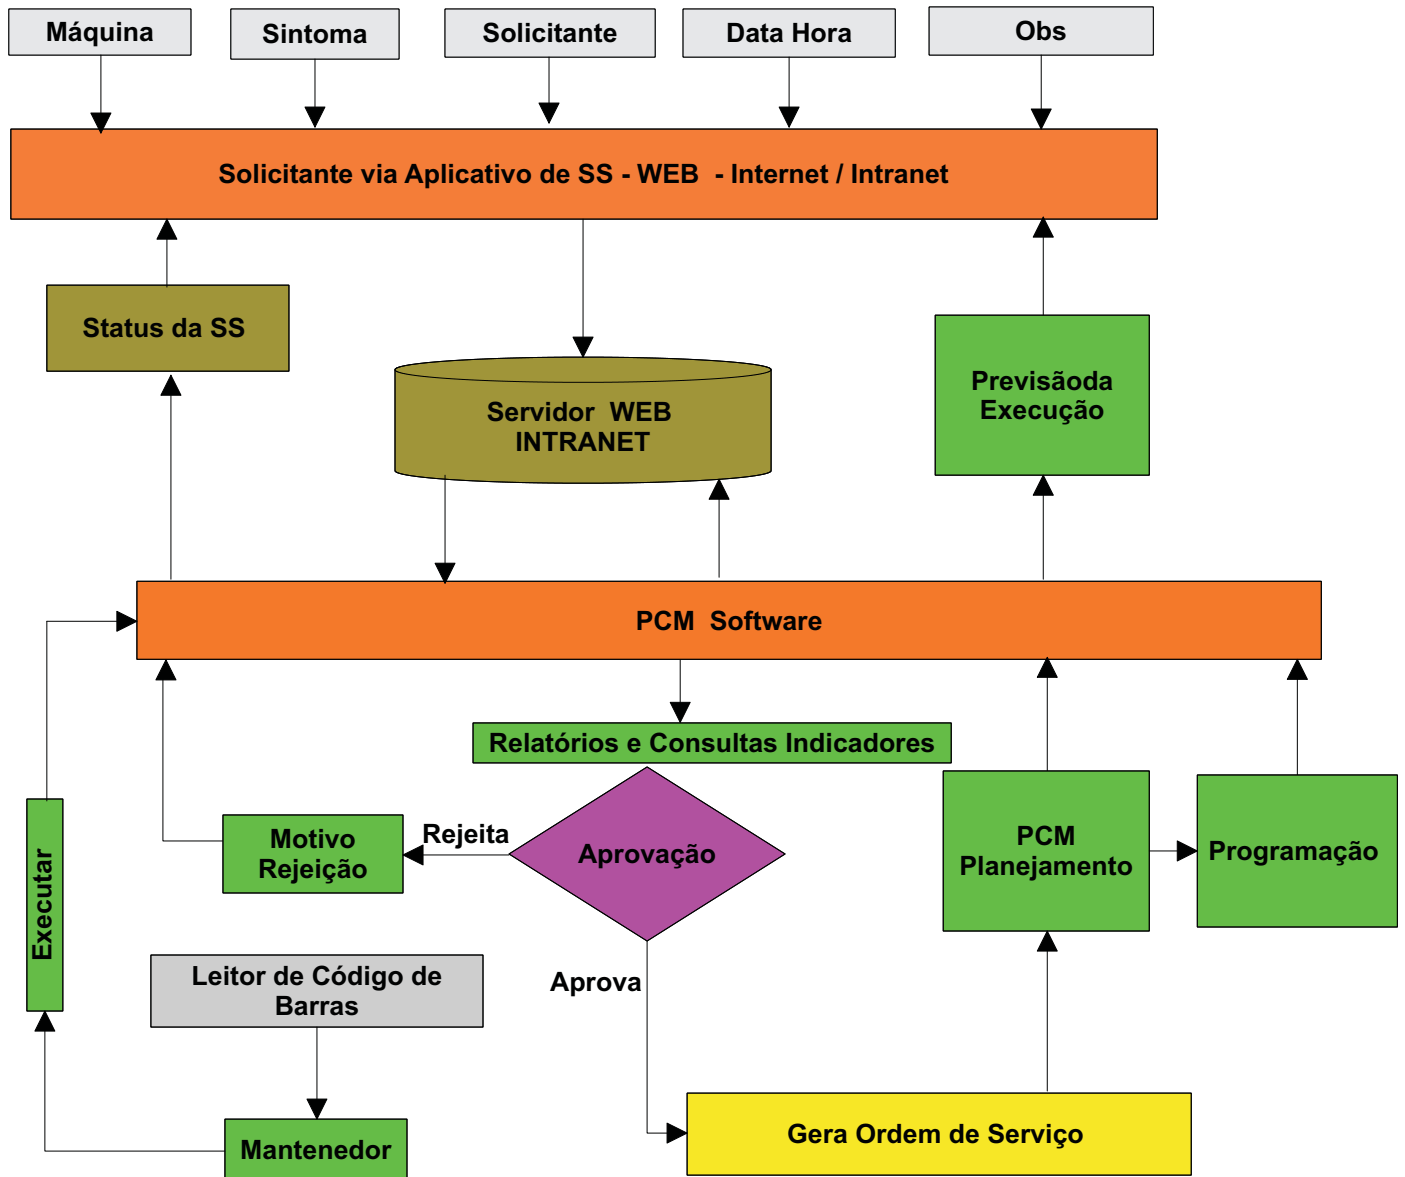 Máquina
Sintoma
Solicitante
Data Hora
Obs
Solicitante via Aplicativo de SS - WEB - Internet / Intranet
Status da SS
Servidor WEB
INTRANET
Previsãoda
Execução
PCM Software
Relatórios e Consultas Indicadores
Motivo
Rejeição
Rejeita
Aprovação
PCM
Planejamento
Programação
Executar
Leitor de Código de
Barras
Aprova
Mantenedor
Gera Ordem de Serviço